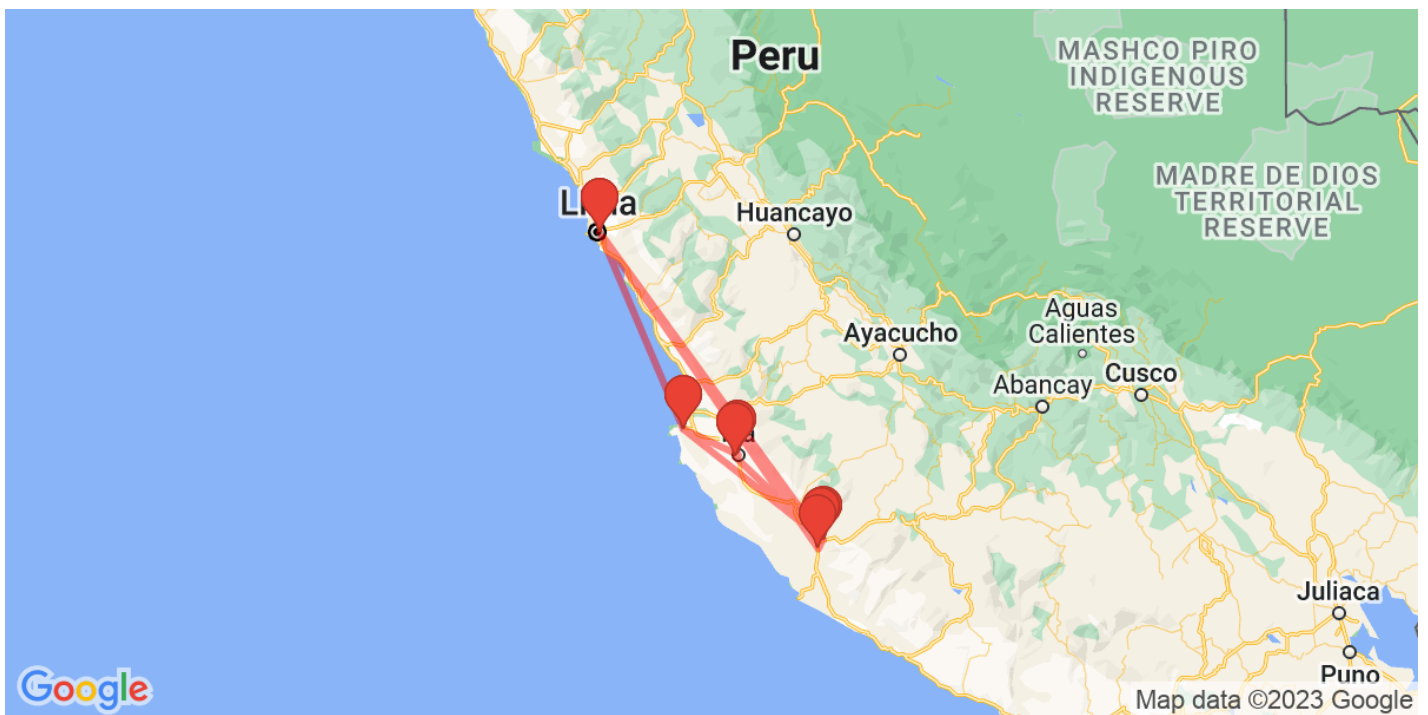 Peru
MASHCO PIRO
INDIGENOUS
RESERVE
MADRE DE DIOS
TERRITORIAL
RESERVE
Huancayo
Ayacucho
Aguas
Calientes
Abancay
Cusco
Juliaca
Puno
Google
Map data ©2023 Google